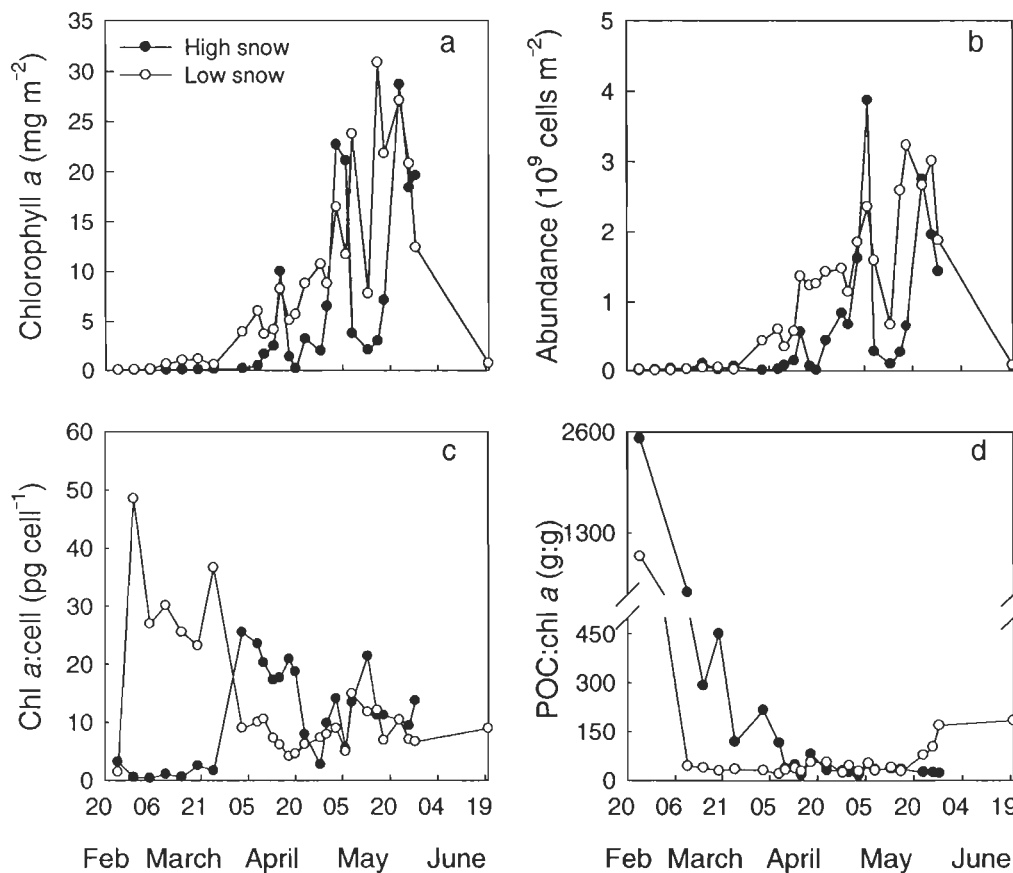 a
High snow
Low snow
Chlorophyll a (mg m⁻²)
35
30
25
20
15
10
5
0
b
Abundance (10⁹ cells m⁻²)
5
4
3
2
1
0
c
Chl a:cell (pg cell⁻¹)
60
50
40
30
20
10
0
20 06 21 05 20 05 20 04 19
Feb March April May June
d
POC:chl a (g:g)
2600
1300
450
300
150
0
20 06 21 05 20 05 20 04 19
Feb March April May June